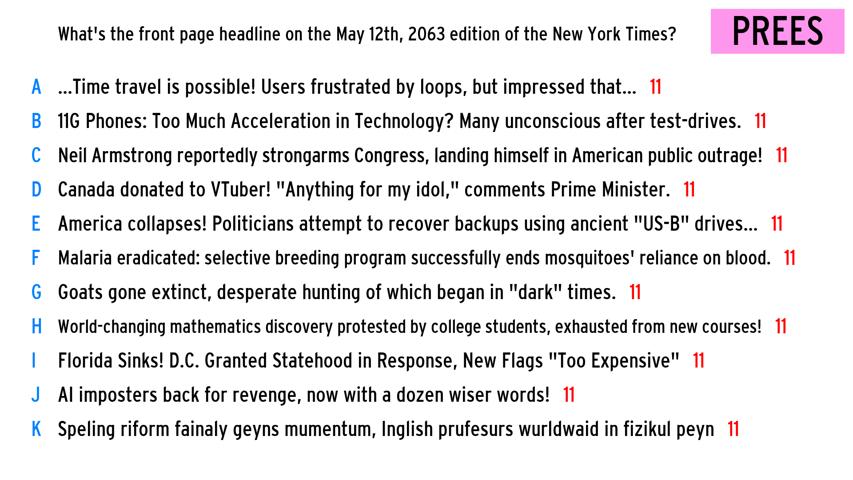 What's the front page headline on the May 12th, 2063 edition of the New York Times?
PREES
A ...Time travel is possible! Users frustrated by loops, but impressed that... 11
B 11G Phones: Too Much Acceleration in Technology? Many unconscious after test-drives. 11
C Neil Armstrong reportedly strongarms Congress, landing himself in American public outrage! 11
D Canada donated to VTuber! "Anything for my idol," comments Prime Minister. 11
E America collapses! Politicians attempt to recover backups using ancient "US-B" drives... 11
F Malaria eradicated: selective breeding program successfully ends mosquitoes' reliance on blood. 11
G Goats gone extinct, desperate hunting of which began in "dark" times. 11
H World-changing mathematics discovery protested by college students, exhausted from new courses! 11
I Florida Sinks! D.C. Granted Statehood in Response, New Flags "Too Expensive" 11
J AI imposters back for revenge, now with a dozen wiser words! 11
K Speling riform fainaly geyns mumentum, Inglish prufesurs wurldwaid in fizikul peyn 11